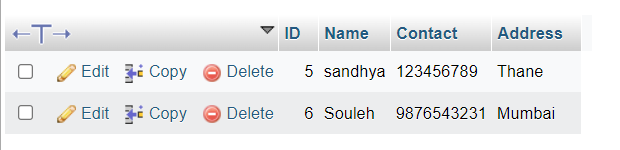 ID Name Contact Address
Edit Copy Delete 5 sandhya 123456789 Thane
Edit Copy Delete 6 Souleh 9876543231 Mumbai